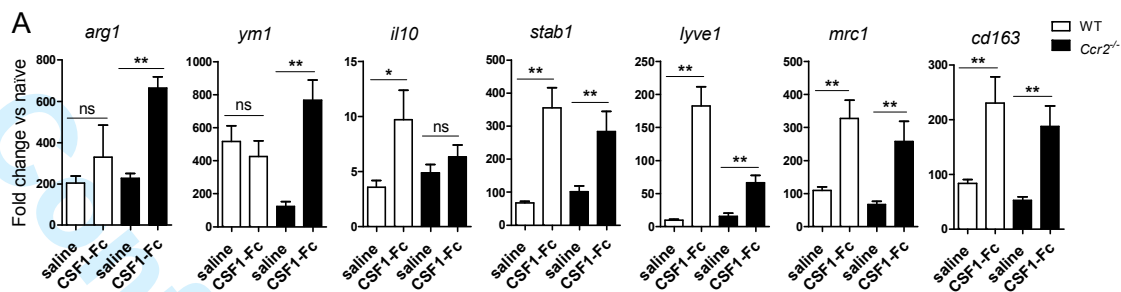 A
arg1
ym1
il10
stab1
lyve1
mrc1
cd163
WT
Ccr2-/-
Fold change vs naïve
800
600
400
200
0
ns
**
saline
CSF1-Fc
saline
CSF1-Fc
1000
800
600
400
200
0
ns
**
saline
CSF1-Fc
saline
CSF1-Fc
15
10
5
0
*
ns
saline
CSF1-Fc
saline
CSF1-Fc
500
400
300
200
100
0
**
**
saline
CSF1-Fc
saline
CSF1-Fc
250
200
150
100
50
0
**
**
saline
CSF1-Fc
saline
CSF1-Fc
500
400
300
200
100
0
**
**
saline
CSF1-Fc
saline
CSF1-Fc
300
200
100
0
**
**
saline
CSF1-Fc
saline
CSF1-Fc